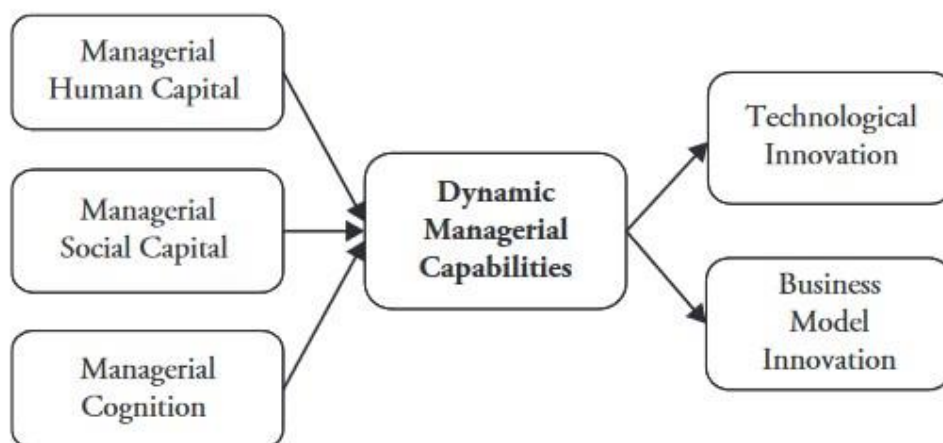 Managerial
Human Capital
Managerial
Social Capital
Managerial
Cognition
Dynamic
Managerial
Capabilities
Technological
Innovation
Business
Model
Innovation